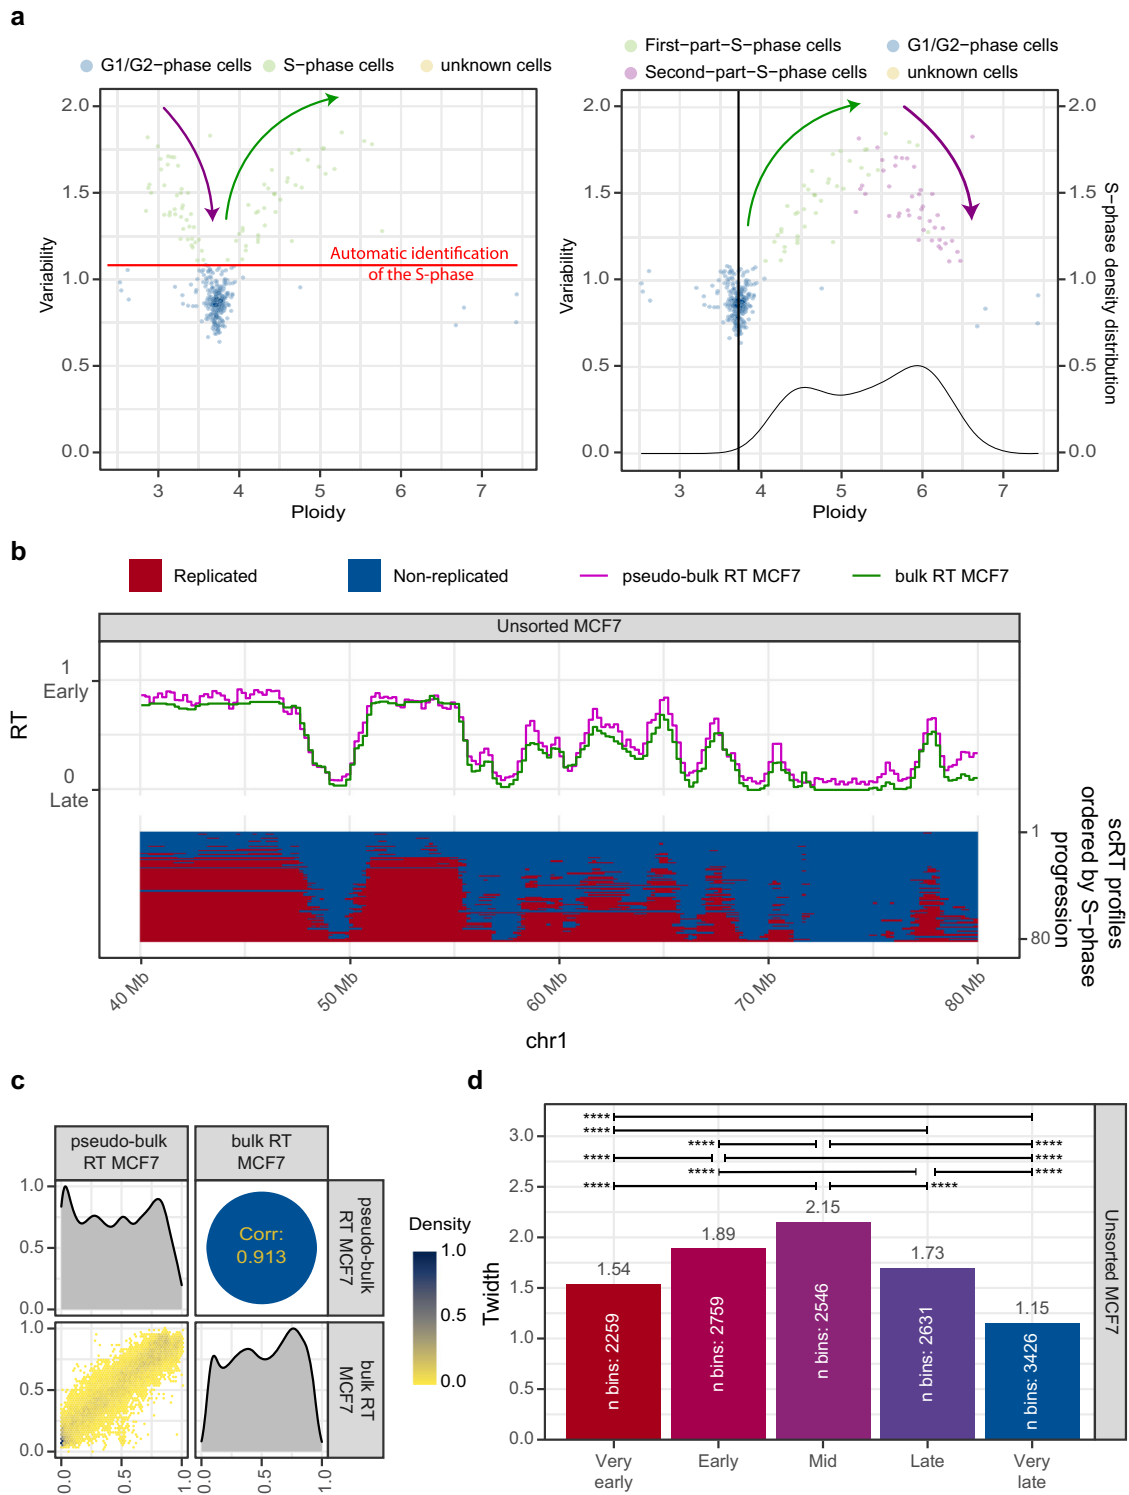 a
G1/G2−phase cells S−phase cells unknown cells
First−part−S−phase cells G1/G2−phase cells
Second−part−S−phase cells unknown cells
Variability
2.0
1.5
1.0
0.5
0.0
Automatic identification
of the S-phase
3 4 5 6 7
Ploidy
Variability
2.0
1.5
1.0
0.5
0.0
2.0
1.5
1.0
0.5
0.0
S−phase density distribution
3 4 5 6 7
Ploidy
b
Replicated Non-replicated pseudo-bulk RT MCF7 bulk RT MCF7
Unsorted MCF7
RT
1
Early
0
Late
1
80
scRT profiles
ordered by S−phase
progression
40 Mb 50 Mb 60 Mb 70 Mb 80 Mb
chr1
c
pseudo-bulk
RT MCF7
bulk RT
MCF7
1.0
0.5
0.0
Corr:
0.913
pseudo-bulk
RT MCF7
1.0
0.5
0.0
bulk RT
MCF7
0.0 0.5 1.0 0.0 0.5 1.0
Density
1.0
0.5
0.0
d
Twidth
3.0
2.5
2.0
1.5
1.0
0.5
0.0
****
****
**** ****
**** ****
**** ****
**** ****
1.54
1.89
2.15
1.73
1.15
n bins: 2259
n bins: 2759
n bins: 2546
n bins: 2631
n bins: 3426
Unsorted MCF7
Very
early
Early
Mid
Late
Very
late